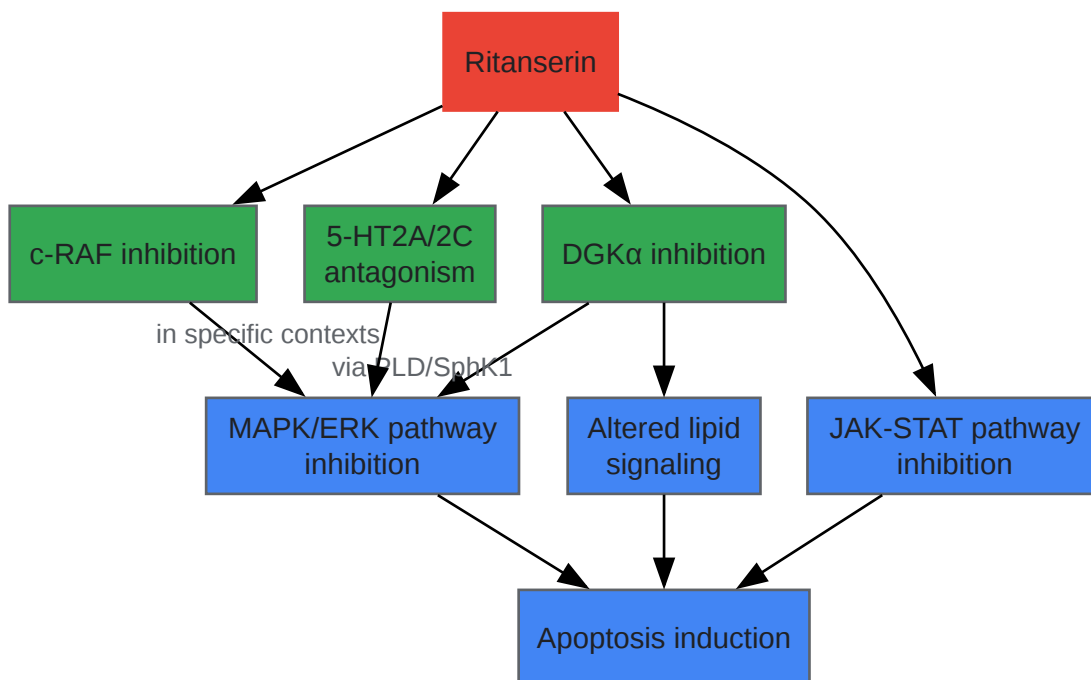 Ritanserin
c-RAF inhibition
5-HT2A/2C
antagonism
DGKα inhibition
in specific contexts
via PLD/SphK1
MAPK/ERK pathway
inhibition
Altered lipid
signaling
JAK-STAT pathway
inhibition
Apoptosis induction